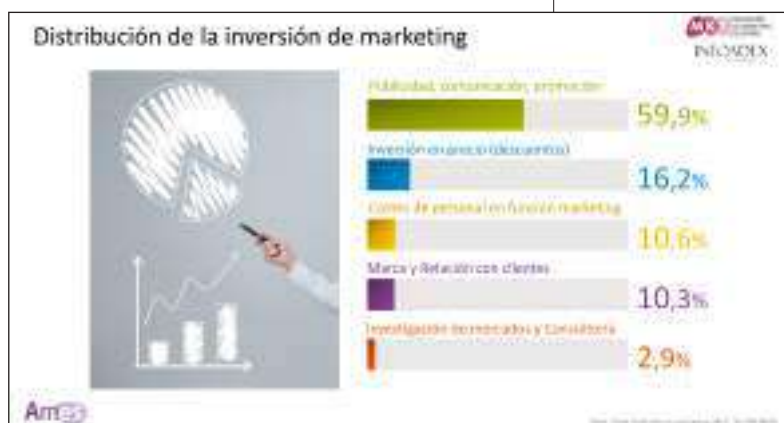 Distribución de la inversión de marketing
MK
INFOADEX
Publicidad, comunicación, promoción
59,9%
Inversión en precio (descuentos)
16,2%
Costes de personal en función marketing
10,6%
Marca y Relación con clientes
10,3%
Investigación de mercados y Consultoría
2,9%
Ames